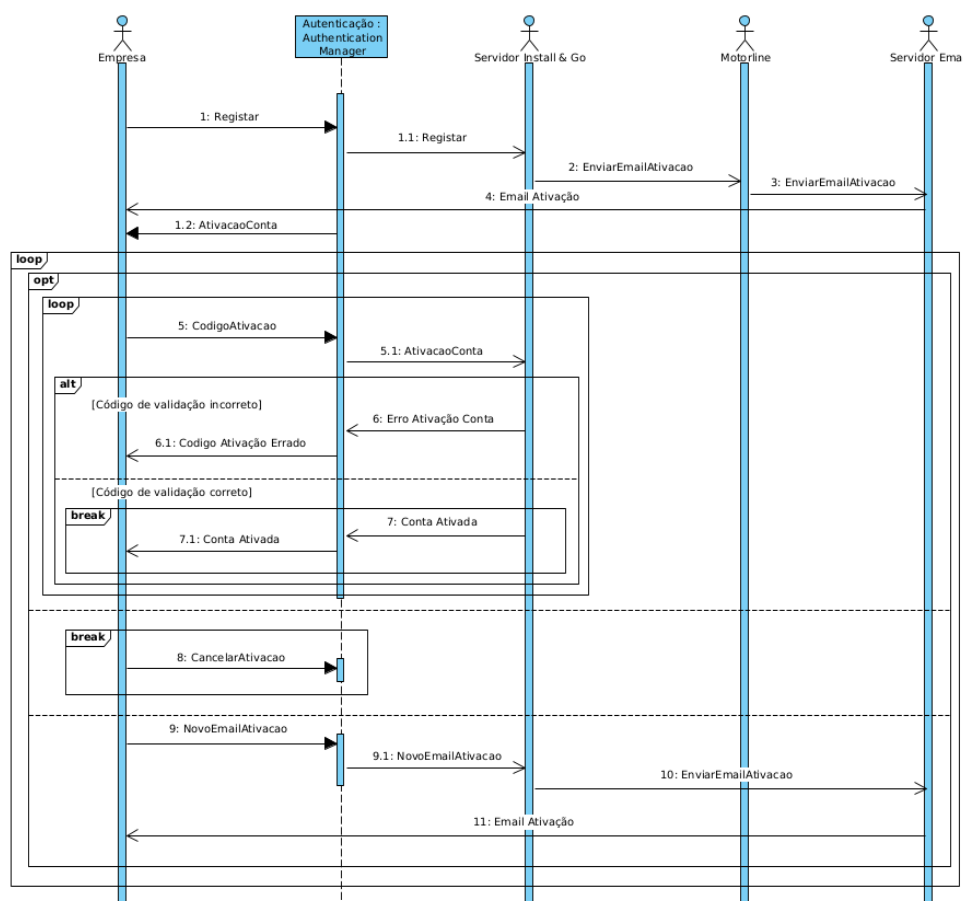 Autenticação :
Authentication
Manager
Empresa
Servidor Install & Go
Motorline
Servidor Ema
1: Registar
1.1: Registar
2: EnviarEmailAtivacao
3: EnviarEmailAtivacao
4: Email Ativação
1.2: AtivacaoConta
loop
opt
loop
5: CodigoAtivacao
5.1: AtivacaoConta
alt
[Código de validação incorreto]
6: Erro Ativação Conta
6.1: Codigo Ativação Errado
[Código de validação correto]
break
7: Conta Ativada
7.1: Conta Ativada
break
8: CancelarAtivacao
9: NovoEmailAtivacao
9.1: NovoEmailAtivacao
10: EnviarEmailAtivacao
11: Email Ativação